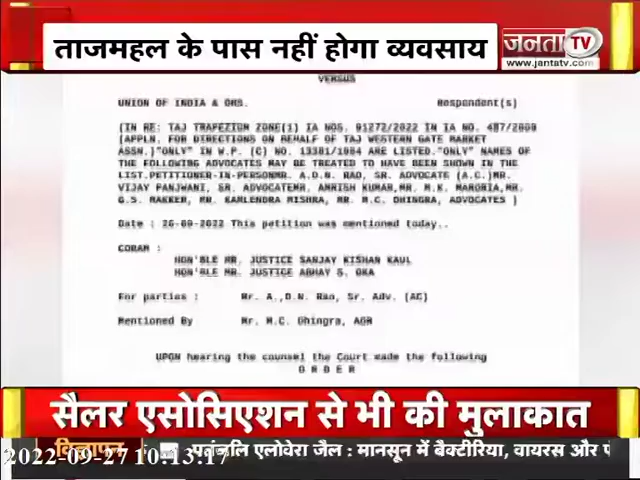 ताजमहल के पास नहीं होगा व्यवसाय
जनता TV
www.jantatv.com
VERSUS
UNION OF INDIA & ORS. Respondent(s)
(IN RE: TAJ TRAPEZIUM ZONE(1) IA NOS. 91272/2022 IN IA NO. 487/2000
(APPLN. FOR DIRECTIONS ON BEHALF OF TAJ WESTERN GATE MARKET
ASSN.)"ONLY" IN W.P. (C) NO. 13381/1984 ARE LISTED."ONLY" NAMES OF
THE FOLLOWING ADVOCATES MAY BE TREATED TO HAVE BEEN SHOWN IN THE
LIST.PETITIONER-IN-PERSONMR. A.D.N. RAO, SR. ADVOCATE (A.C.)MR.
VIJAY PANJWANI, SR. ADVOCATEMR. AMRISH KUMAR,MR. M.K. MARORIA,MR.
G.S. MAKKER, MR. KAMLENDRA MISHRA, MR. M.C. DHINGRA, ADVOCATES )
Date : 26-09-2022 This petition was mentioned today..
CORAM :
HON'BLE MR. JUSTICE SANJAY KISHAN KAUL
HON'BLE MR. JUSTICE ABHAY S. OKA
For parties : Mr. A.,D.N. Rao, Sr. Adv. (AC)
Mentioned By Mr. M.C. Dhingra, AOR
UPON hearing the counsel the Court made the following
O R D E R
सैलर एसोसिएशन से भी की मुलाकात
विज्ञापन पतंजलि एलोवेरा जैल : मानसून में बैक्टीरिया, वायरस और
2022-09-27 10:13:17